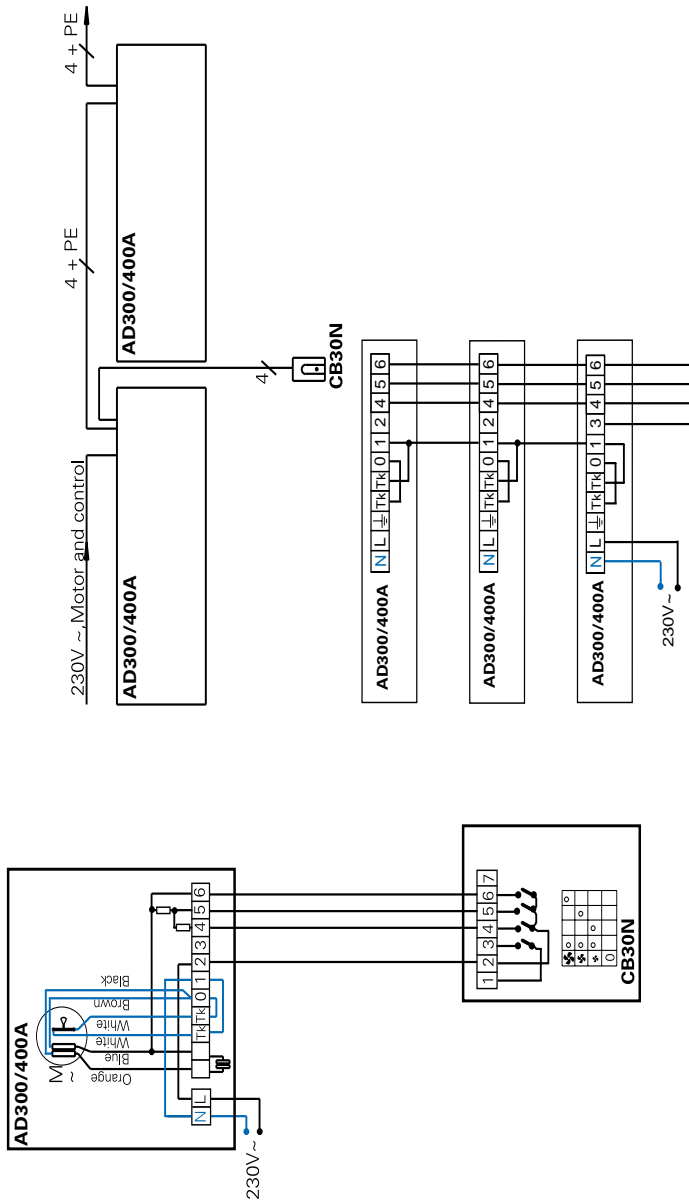 AD300/400A
M
~
Orange
Blue
White
White
Brown
Black
N L Tk Tk 0 1 2 3 4 5 6
230V~
1 2 3 4 5 6 7
0
CB30N
230V ~,Motor and control
4 + PE
4 + PE
AD300/400A
AD300/400A
4
CB30N
N L Tk Tk 0 1 2 4 5 6
AD300/400A
N L Tk Tk 0 1 2 4 5 6
AD300/400A
N L Tk Tk 0 1 3 4 5 6
AD300/400A
230V~